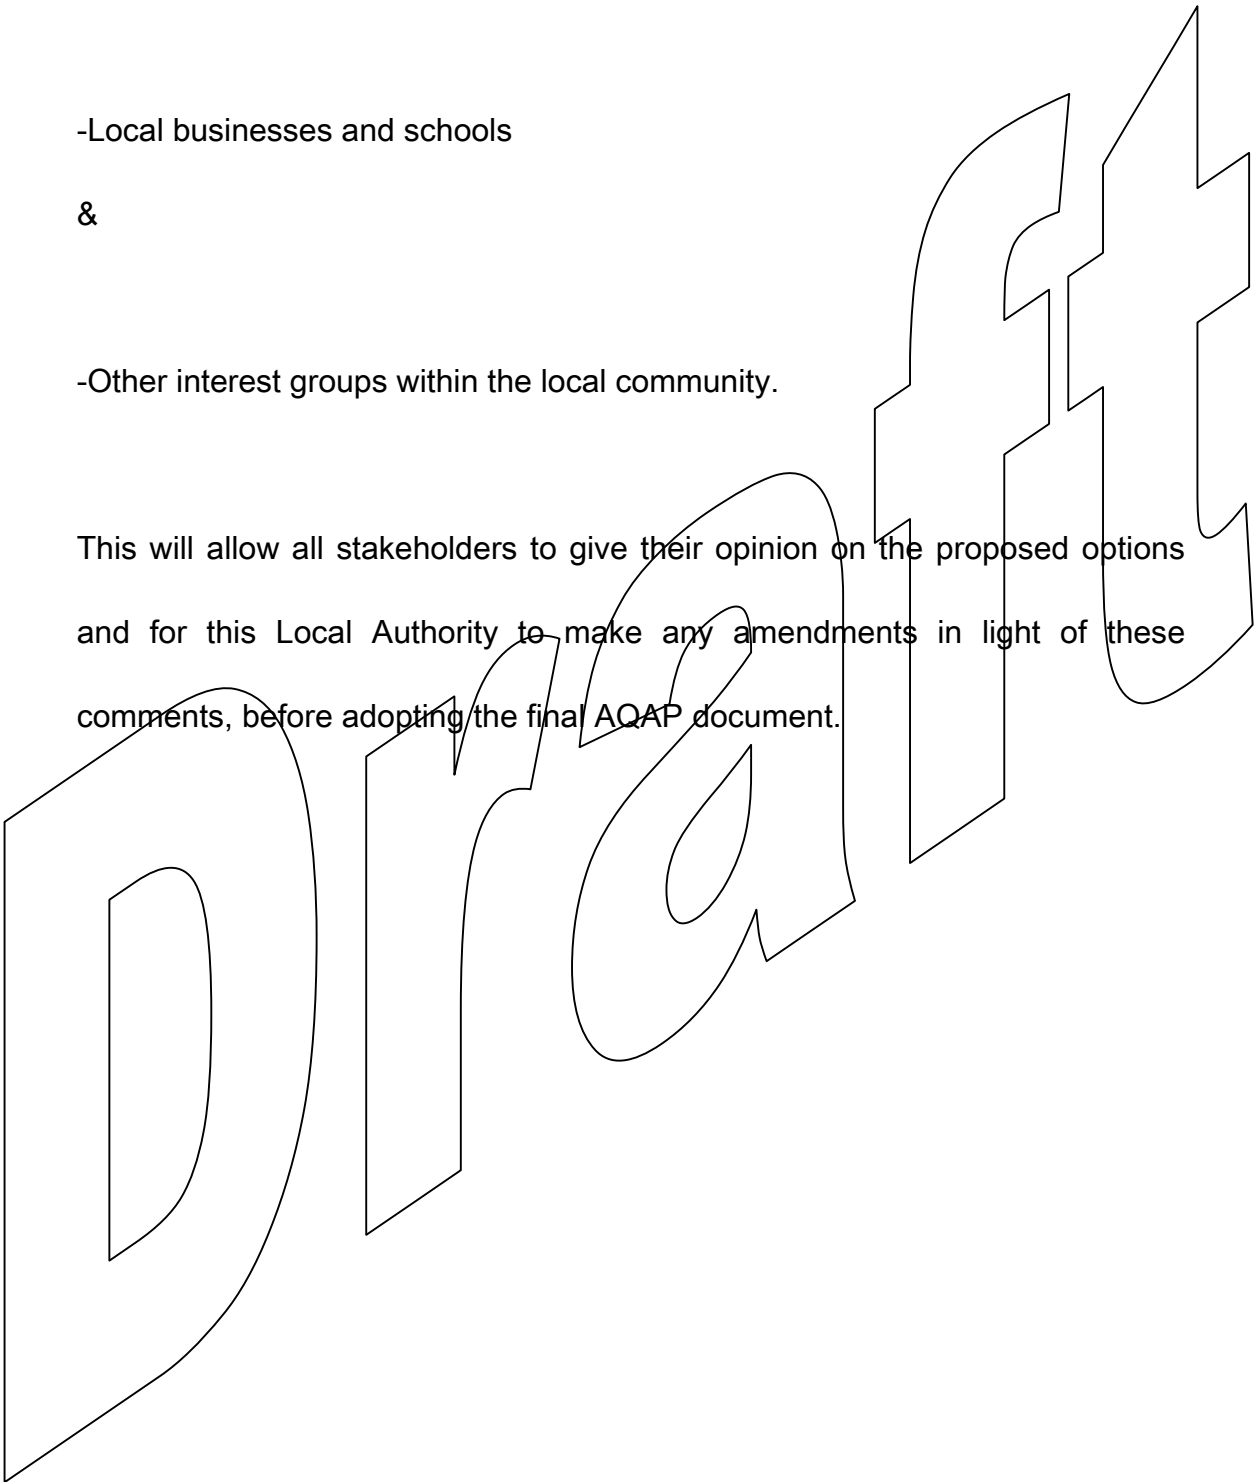 -Local businesses and schools
&
-Other interest groups within the local community.
This will allow all stakeholders to give their opinion on the proposed options
and for this Local Authority to make any amendments in light of these
comments, before adopting the final AQAP document.
Draft